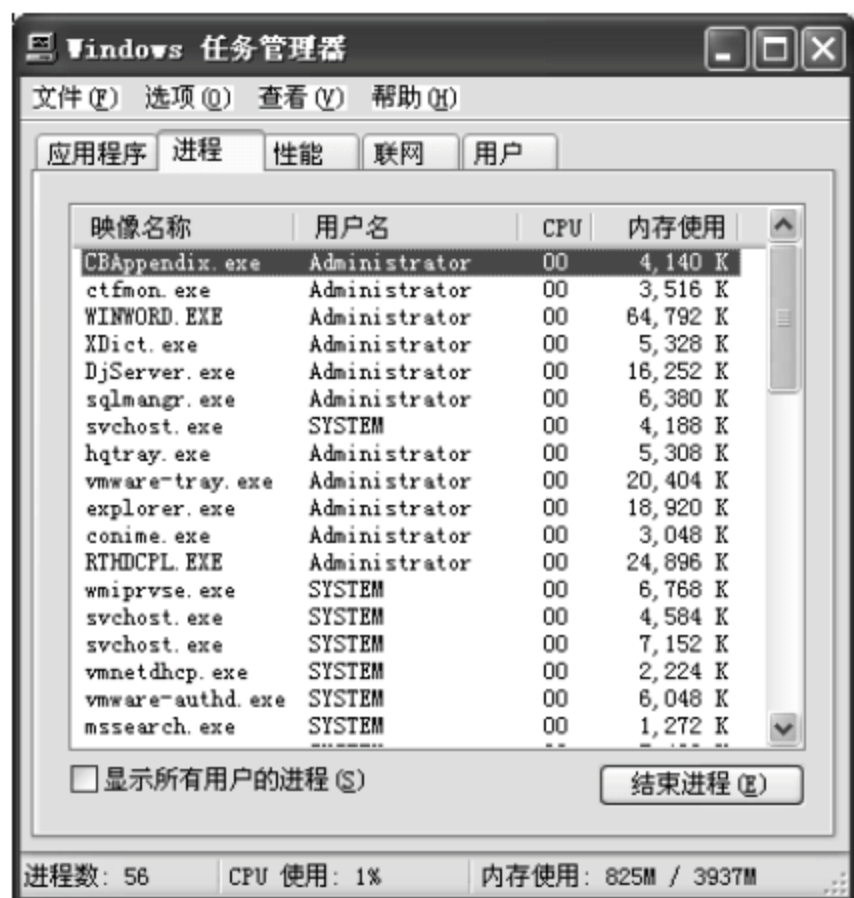 Windows 任务管理器
文件(F) 选项(O) 查看(V) 帮助(H)
应用程序 进程 性能 联网 用户
映像名称 用户名 CPU 内存使用
CBAppendix.exe Administrator 00 4,140 K
ctfmon.exe Administrator 00 3,516 K
WINWORD.EXE Administrator 00 64,792 K
XDict.exe Administrator 00 5,328 K
DjServer.exe Administrator 00 16,252 K
sqlmangr.exe Administrator 00 6,380 K
svchost.exe SYSTEM 00 4,188 K
hqtray.exe Administrator 00 5,308 K
vmware-tray.exe Administrator 00 20,404 K
explorer.exe Administrator 00 18,920 K
conime.exe Administrator 00 3,048 K
RTHDCPL.EXE Administrator 00 24,896 K
wmiprvse.exe SYSTEM 00 6,768 K
svchost.exe SYSTEM 00 4,584 K
svchost.exe SYSTEM 00 7,152 K
vmnetdhcp.exe SYSTEM 00 2,224 K
vmware-authd.exe SYSTEM 00 6,048 K
mssearch.exe SYSTEM 00 1,272 K
显示所有用户的进程(S) 结束进程(E)
进程数: 56 CPU 使用: 1% 内存使用: 825M / 3937M